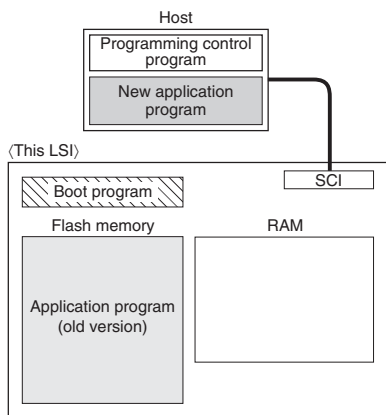 Host
Programming control
program
New application
program
〈This LSI〉
SCI
Boot program
Flash memory
RAM
Application program
(old version)